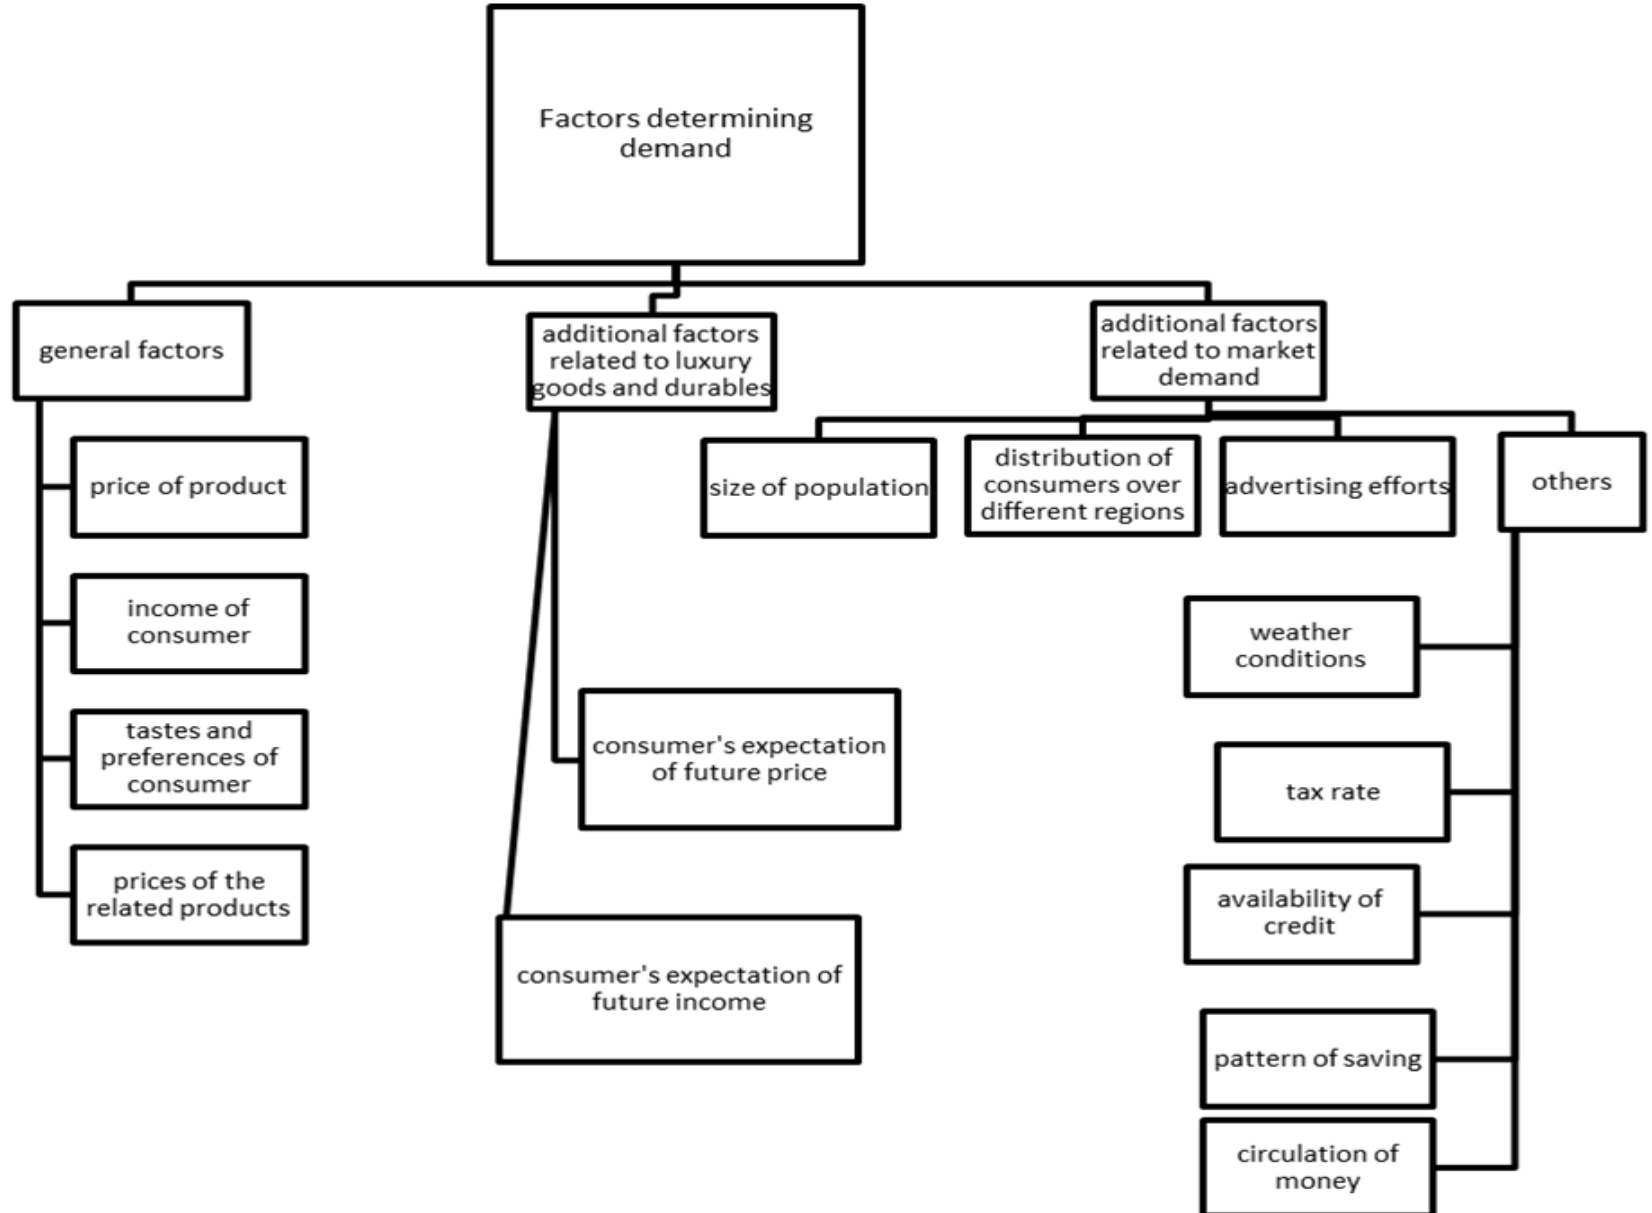 Factors determining
demand
general factors
additional factors
related to luxury
goods and durables
additional factors
related to market
demand
price of product
income of
consumer
tastes and
preferences of
consumer
prices of the
related products
consumer's expectation
of future price
consumer's expectation of
future income
size of population
distribution of
consumers over
different regions
advertising efforts
others
weather
conditions
tax rate
availability of
credit
pattern of saving
circulation of
money